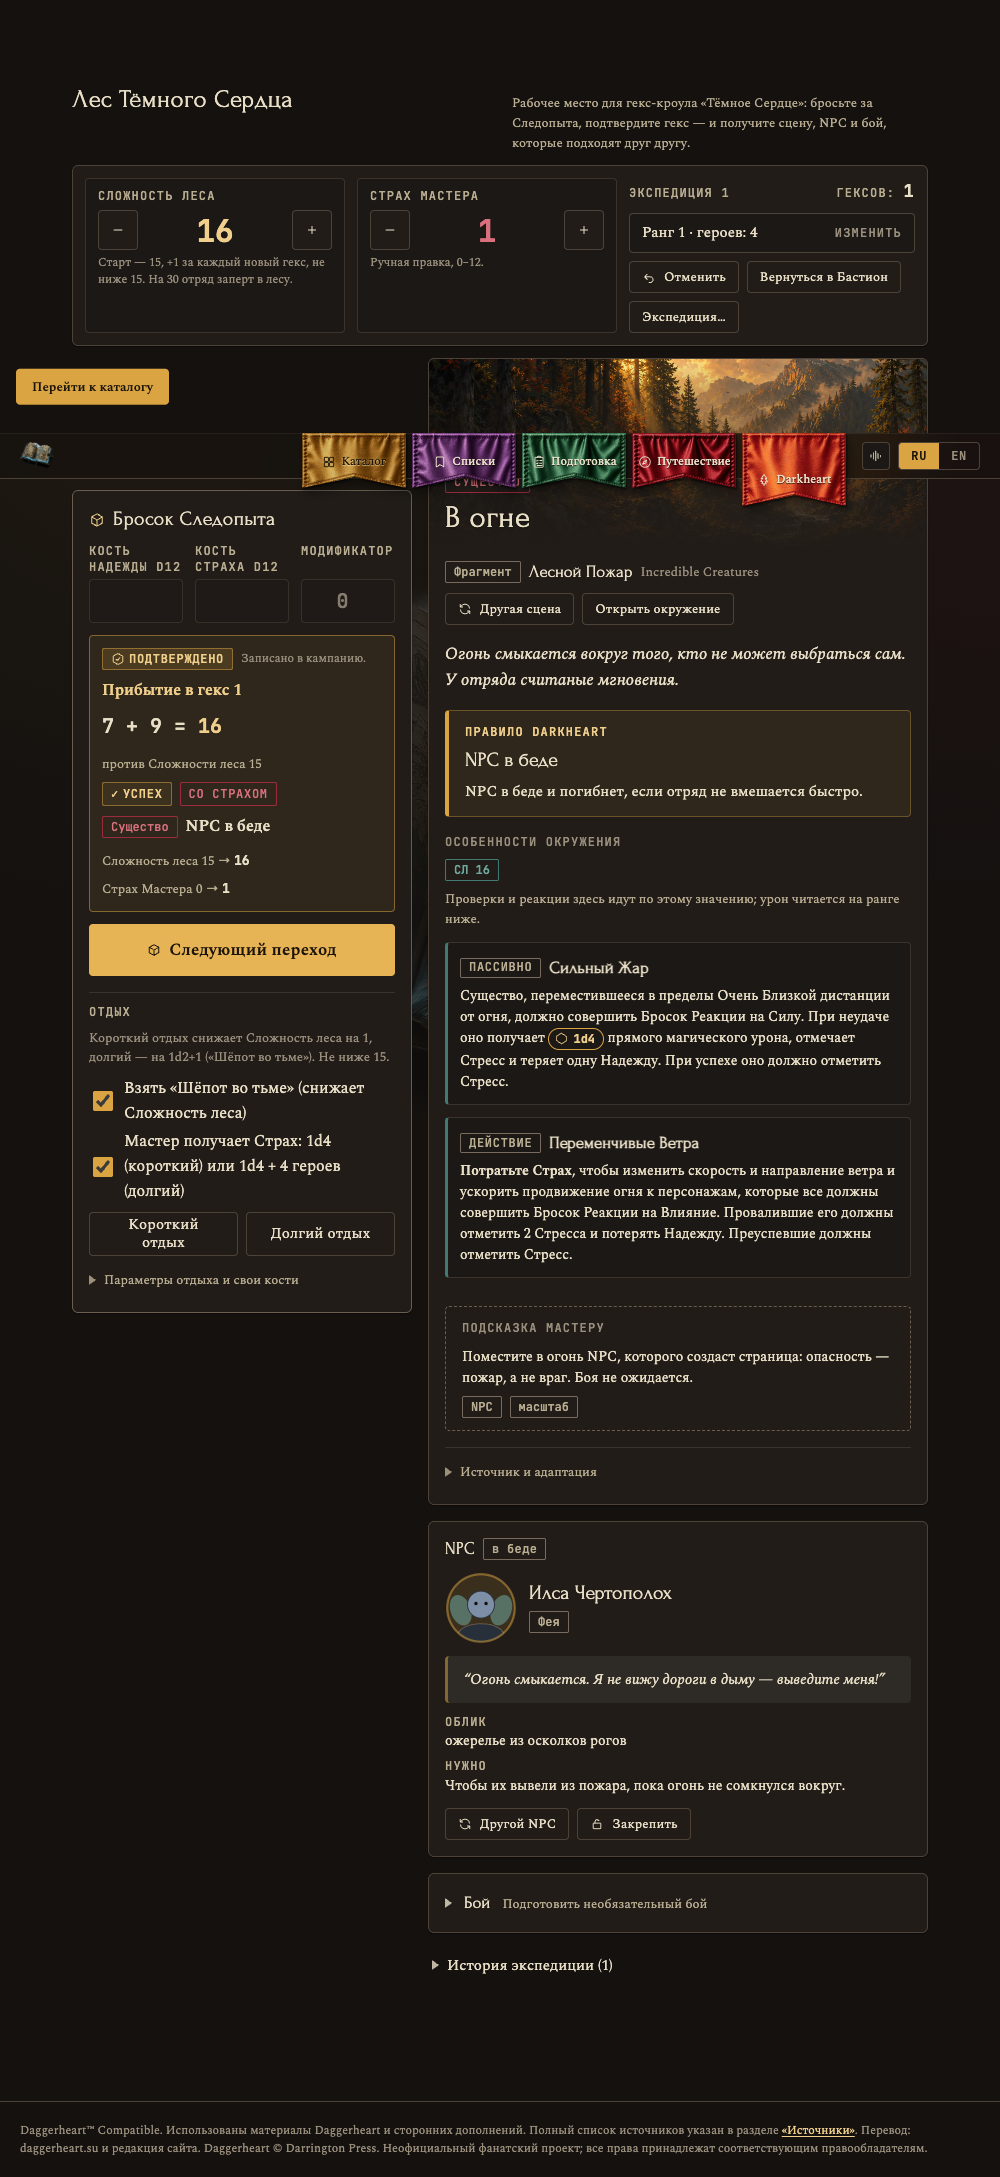 Лес Тёмного Сердца
Рабочее место для гекс-кроула «Тёмное Сердце»: бросьте за
Следопыта, подтвердите гекс — и получите сцену, NPC и бой,
которые подходят друг другу.
СЛОЖНОСТЬ ЛЕСА
− 16 +
Старт — 15, +1 за каждый новый гекс, не
ниже 15. На 30 отряд заперт в лесу.
СТРАХ МАСТЕРА
− 1 +
Ручная правка, 0–12.
ЭКСПЕДИЦИЯ 1 ГЕКСОВ: 1
Ранг 1 · героев: 4 ИЗМЕНИТЬ
Отменить Вернуться в Бастион
Экспедиция…
Перейти к каталогу
Каталог Списки Подготовка Путешествие Darkheart RU EN
Бросок Следопыта
КОСТЬ
НАДЕЖДЫ D12
КОСТЬ
СТРАХА D12
МОДИФИКАТОР
0
ПОДТВЕРЖДЕНО Записано в кампанию.
Прибытие в гекс 1
7 + 9 = 16
против Сложности леса 15
✓ УСПЕХ СО СТРАХОМ
Существо NPC в беде
Сложность леса 15 → 16
Страх Мастера 0 → 1
Следующий переход
ОТДЫХ
Короткий отдых снижает Сложность леса на 1,
долгий — на 1d2+1 («Шёпот во тьме»). Не ниже 15.
Взять «Шёпот во тьме» (снижает
Сложность леса)
Мастер получает Страх: 1d4
(короткий) или 1d4 + 4 героев
(долгий)
Короткий
отдых
Долгий отдых
Параметры отдыха и свои кости
СУЩЕСТВО
В огне
Фрагмент Лесной Пожар Incredible Creatures
Другая сцена Открыть окружение
Огонь смыкается вокруг того, кто не может выбраться сам.
У отряда считаные мгновения.
ПРАВИЛО DARKHEART
NPC в беде
NPC в беде и погибнет, если отряд не вмешается быстро.
ОСОБЕННОСТИ ОКРУЖЕНИЯ
СЛ 16
Проверки и реакции здесь идут по этому значению; урон читается на ранге
ниже.
ПАССИВНО Сильный Жар
Существо, переместившееся в пределы Очень Близкой дистанции
от огня, должно совершить Бросок Реакции на Силу. При неудаче
оно получает 1d4 прямого магического урона, отмечает
Стресс и теряет одну Надежду. При успехе оно должно отметить
Стресс.
ДЕЙСТВИЕ Переменчивые Ветра
Потратьте Страх, чтобы изменить скорость и направление ветра и
ускорить продвижение огня к персонажам, которые все должны
совершить Бросок Реакции на Влияние. Провалившие его должны
отметить 2 Стресса и потерять Надежду. Преуспевшие должны
отметить Стресс.
ПОДСКАЗКА МАСТЕРУ
Поместите в огонь NPC, которого создаст страница: опасность —
пожар, а не враг. Боя не ожидается.
NPC масштаб
Источник и адаптация
NPC в беде
Илса Чертополох
Фея
“Огонь смыкается. Я не вижу дороги в дыму — выведите меня!”
ОБЛИК
ожерелье из осколков рогов
НУЖНО
Чтобы их вывели из пожара, пока огонь не сомкнулся вокруг.
Другой NPC Закрепить
Бой Подготовить необязательный бой
История экспедиции (1)
Daggerheart™ Compatible. Использованы материалы Daggerheart и сторонних дополнений. Полный список источников указан в разделе «Источники». Перевод:
daggerheart.su и редакция сайта. Daggerheart © Darrington Press. Неофициальный фанатский проект; все права принадлежат соответствующим правообладателям.